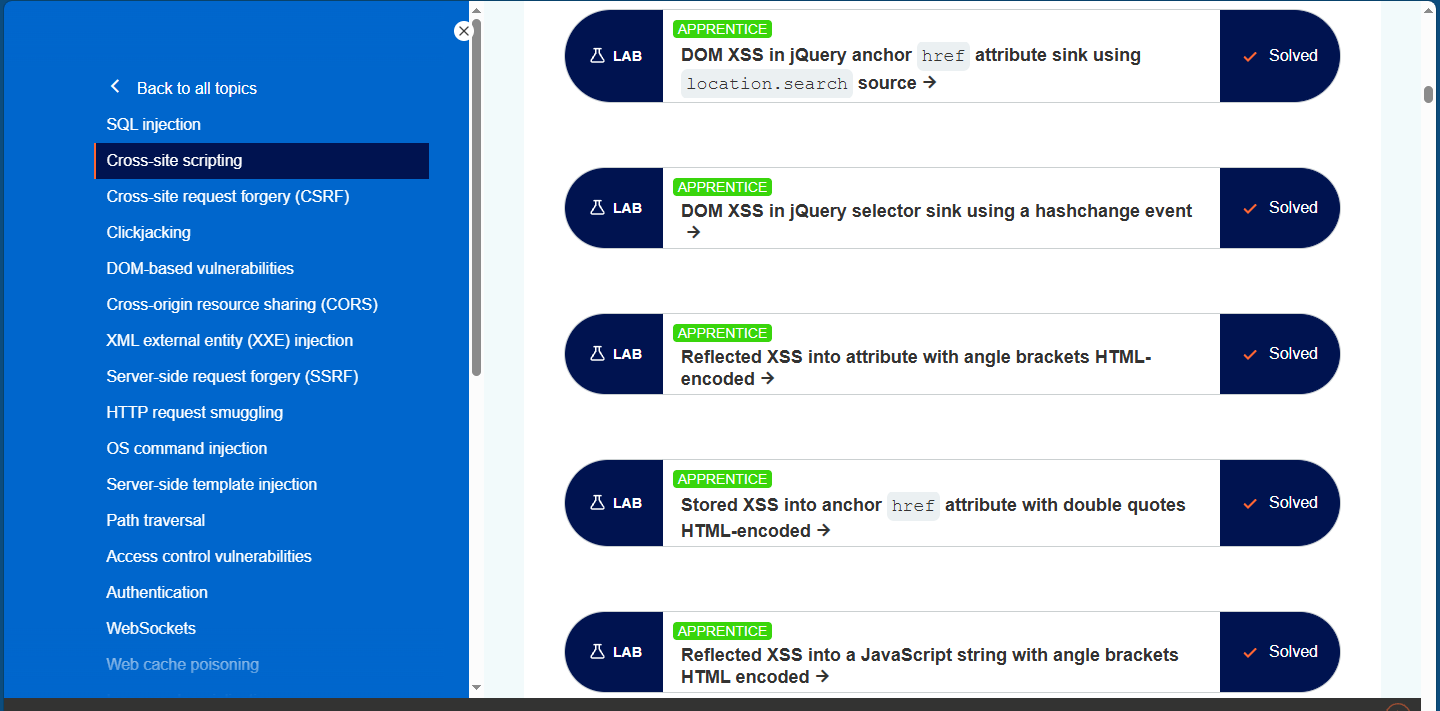 Back to all topics
SQL injection
Cross-site scripting
Cross-site request forgery (CSRF)
Clickjacking
DOM-based vulnerabilities
Cross-origin resource sharing (CORS)
XML external entity (XXE) injection
Server-side request forgery (SSRF)
HTTP request smuggling
OS command injection
Server-side template injection
Path traversal
Access control vulnerabilities
Authentication
WebSockets
Web cache poisoning
LAB
APPRENTICE
DOM XSS in jQuery anchor href attribute sink using
location.search source →
Solved
LAB
APPRENTICE
DOM XSS in jQuery selector sink using a hashchange event
→
Solved
LAB
APPRENTICE
Reflected XSS into attribute with angle brackets HTML-
encoded →
Solved
LAB
APPRENTICE
Stored XSS into anchor href attribute with double quotes
HTML-encoded →
Solved
LAB
APPRENTICE
Reflected XSS into a JavaScript string with angle brackets
HTML encoded →
Solved